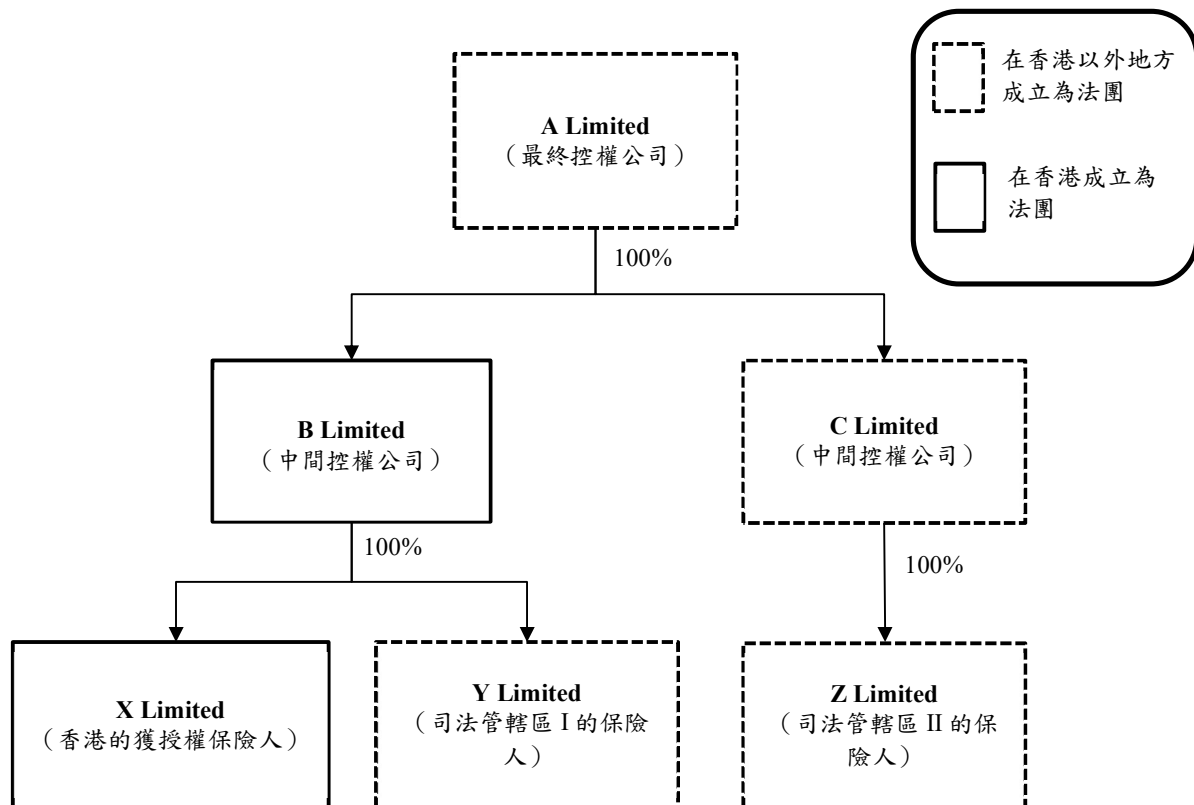 在香港以外地方
成立為法團
在香港成立為
法團
A Limited
（最終控權公司）
100%
B Limited
（中間控權公司）
C Limited
（中間控權公司）
100%
100%
X Limited
（香港的獲授權保險人）
Y Limited
（司法管轄區 I 的保險
人）
Z Limited
（司法管轄區 II 的保
險人）